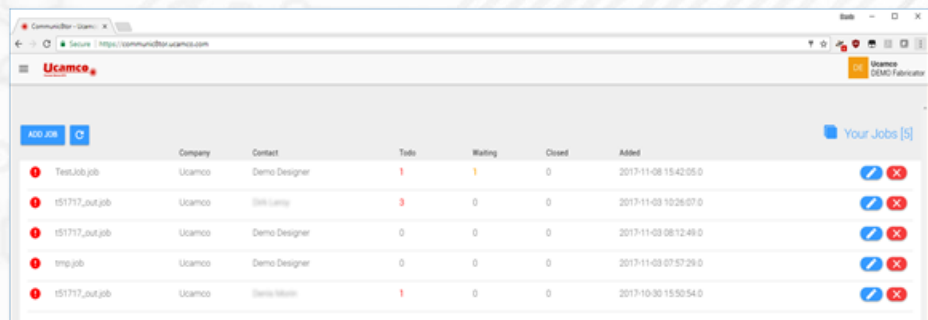 Communic8tor - Ucamc
Secure https://communic8tor.ucamco.com
Ucamco
DE Ucamco
DEMO Fabricator
ADD JOB Your Jobs [5]
Company Contact Todo Waiting Closed Added
TestJob.job Ucamco Demo Designer 1 1 0 2017-11-08 15:42:05.0
t51717_out.job Ucamco 3 0 0 2017-11-03 10:26:07.0
t51717_out.job Ucamco Demo Designer 0 0 0 2017-11-03 08:12:49.0
tmp.job Ucamco Demo Designer 0 0 0 2017-11-03 07:57:29.0
t51717_out.job Ucamco 1 0 0 2017-10-30 15:50:54.0